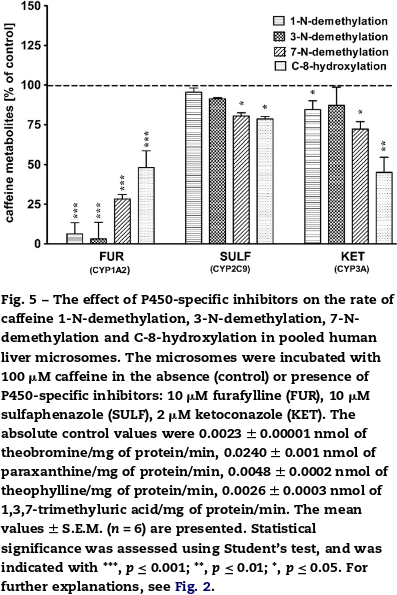 150
125
100
75
50
25
0
caffeine metabolites [% of control]
1-N-demethylation
3-N-demethylation
7-N-demethylation
C-8-hydroxylation
***
***
***
***
*
*
*
*
**
FUR
(CYP1A2)
SULF
(CYP2C9)
KET
(CYP3A)
Fig. 5 – The effect of P450-specific inhibitors on the rate of
caffeine 1-N-demethylation, 3-N-demethylation, 7-N-
demethylation and C-8-hydroxylation in pooled human
liver microsomes. The microsomes were incubated with
100 μM caffeine in the absence (control) or presence of
P450-specific inhibitors: 10 μM furafylline (FUR), 10 μM
sulfaphenazole (SULF), 2 μM ketoconazole (KET). The
absolute control values were 0.0023 ± 0.00001 nmol of
theobromine/mg of protein/min, 0.0240 ± 0.001 nmol of
paraxanthine/mg of protein/min, 0.0048 ± 0.0002 nmol of
theophylline/mg of protein/min, 0.0026 ± 0.0003 nmol of
1,3,7-trimethyluric acid/mg of protein/min. The mean
values ± S.E.M. (n = 6) are presented. Statistical
significance was assessed using Student's test, and was
indicated with ***, p ≤ 0.001; **, p ≤ 0.01; *, p ≤ 0.05. For
further explanations, see Fig. 2.